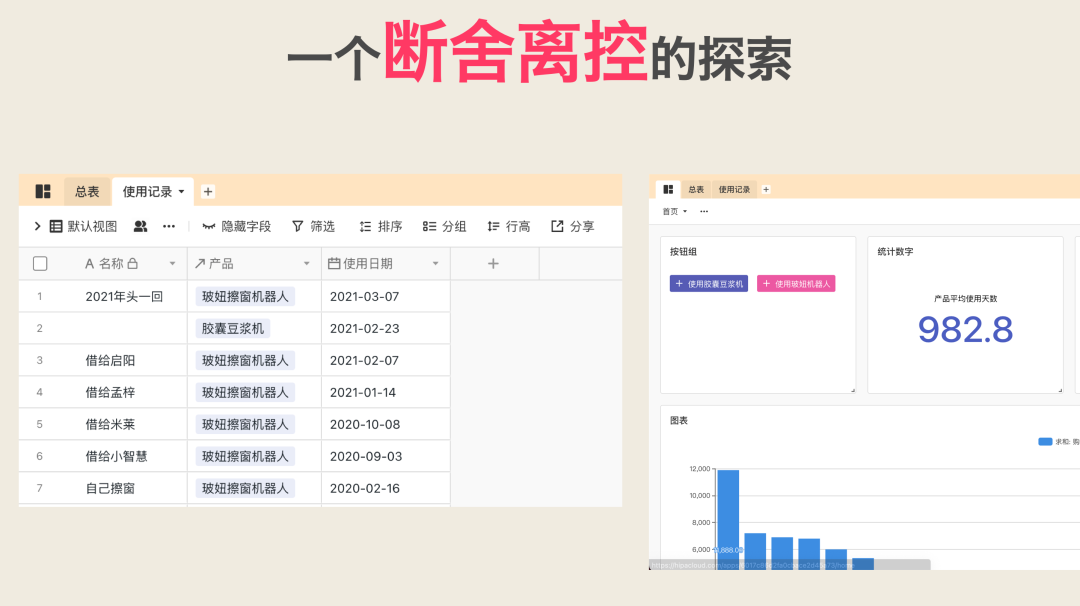 一个断舍离控的探索
总表 使用记录
默认视图 隐藏字段 筛选 排序 分组 行高 分享
A 名称 产品 使用日期
1 2021年头一回 玻妞擦窗机器人 2021-03-07
2 胶囊豆浆机 2021-02-23
3 借给启阳 玻妞擦窗机器人 2021-02-07
4 借给孟梓 玻妞擦窗机器人 2021-01-14
5 借给米莱 玻妞擦窗机器人 2020-10-08
6 借给小智慧 玻妞擦窗机器人 2020-09-03
7 自己擦窗 玻妞擦窗机器人 2020-02-16
总表 使用记录
首页
按钮组
使用胶囊豆浆机 使用玻妞机器人
统计数字
产品平均使用天数
982.8
图表
求和: 购
12,000
10,000
8,000
6,000